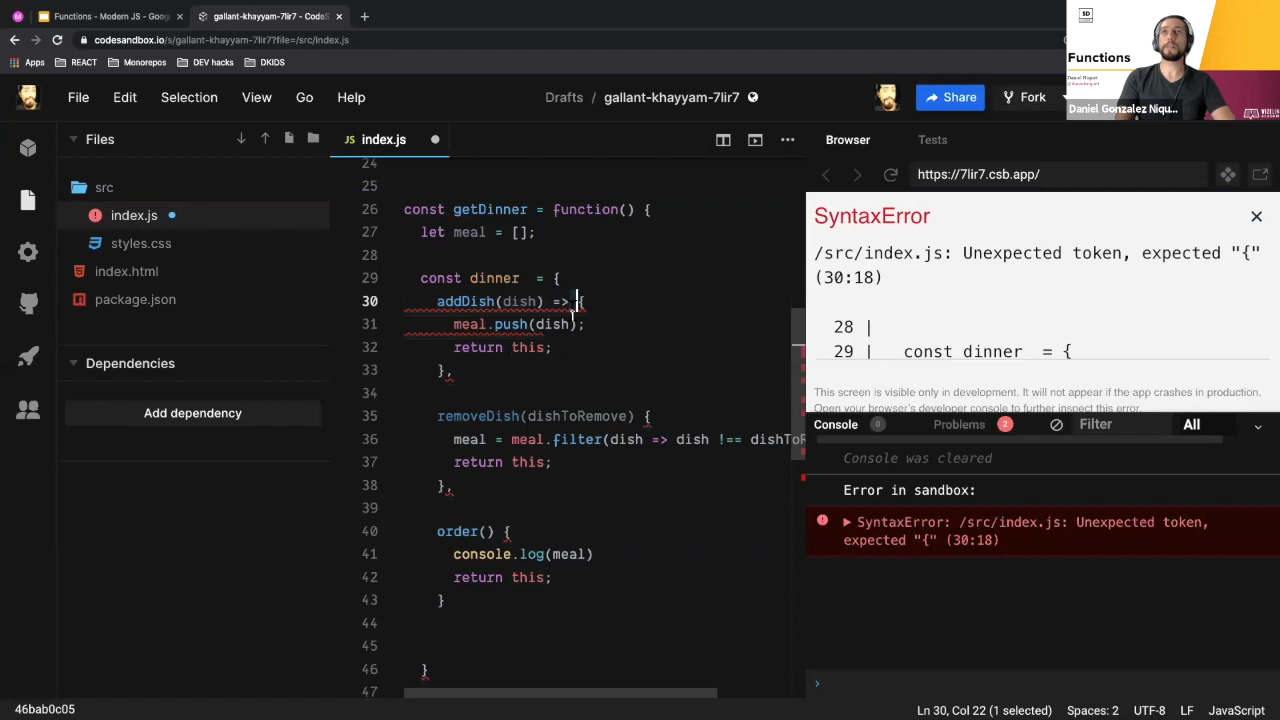 Functions - Modern JS - Goog
gallant-khayyam-7lir7 - CodeS
codesandbox.io/s/gallant-khayyam-7lir7?file=/src/index.js
Apps
REACT
Monorepos
DEV hacks
DKIDS
SD
Functions
Daniel Niquet
Daniel Gonzalez Niqu...
WIZELINE
ACADEMY
File
Edit
Selection
View
Go
Help
Drafts / gallant-khayyam-7lir7
Share
Fork
Files
JS index.js
Browser
Tests
https://7lir7.csb.app/
src
index.js
styles.css
index.html
package.json
Dependencies
Add dependency
24
25
26 const getDinner = function() {
27 let meal = [];
28
29 const dinner = {
30 addDish(dish) => {
31 meal.push(dish);
32 return this;
33 },
34
35 removeDish(dishToRemove) {
36 meal = meal.filter(dish => dish !== dishToR
37 return this;
38 },
39
40 order() {
41 console.log(meal)
42 return this;
43 }
44
45
46 }
47
SyntaxError
/src/index.js: Unexpected token, expected "{"
(30:18)
28 |
29 | const dinner = {
This screen is visible only in development. It will not appear if the app crashes in production.
Open your browser's developer console to further inspect this error.
Console 0
Problems 2
Filter
All
Console was cleared
Error in sandbox:
SyntaxError: /src/index.js: Unexpected token,
expected "{" (30:18)
46bab0c05
Ln 30, Col 22 (1 selected)
Spaces: 2
UTF-8
LF
JavaScript